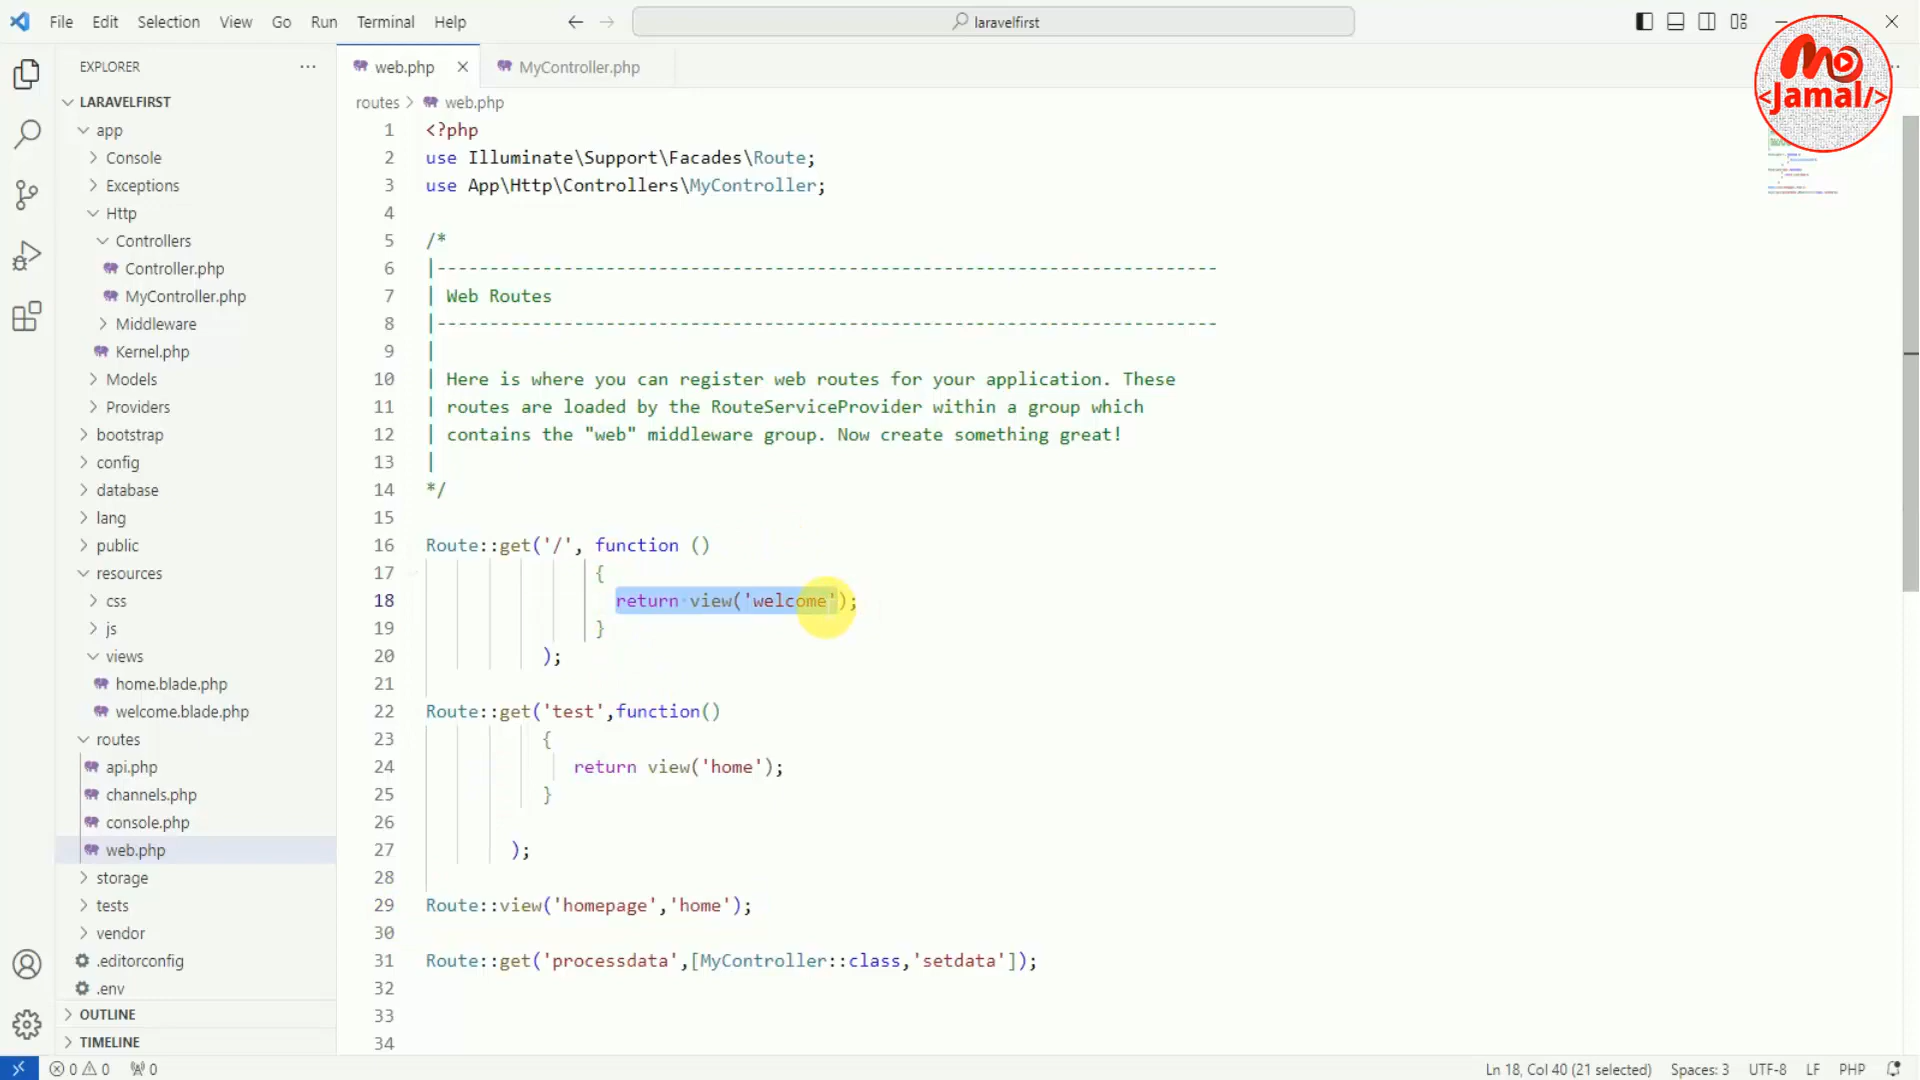 File Edit Selection View Go Run Terminal Help
laravelfirst
Mo
<Jamal/>
EXPLORER
web.php
MyController.php
LARAVELFIRST
routes > web.php
app
Console
Exceptions
Http
Controllers
Controller.php
MyController.php
Middleware
Kernel.php
Models
Providers
bootstrap
config
database
lang
public
resources
css
js
views
home.blade.php
welcome.blade.php
routes
api.php
channels.php
console.php
web.php
storage
tests
vendor
.editorconfig
.env
OUTLINE
TIMELINE
1 <?php
2 use Illuminate\Support\Facades\Route;
3 use App\Http\Controllers\MyController;
4
5 /*
6 |--------------------------------------------------------------------------
7 | Web Routes
8 |--------------------------------------------------------------------------
9 |
10 | Here is where you can register web routes for your application. These
11 | routes are loaded by the RouteServiceProvider within a group which
12 | contains the "web" middleware group. Now create something great!
13 |
14 */
15
16 Route::get('/', function ()
17 {
18 return view('welcome');
19 }
20 );
21
22 Route::get('test',function()
23 {
24 return view('home');
25 }
26
27 );
28
29 Route::view('homepage','home');
30
31 Route::get('processdata',[MyController::class,'setdata']);
32
33
34
0 0 0
Ln 18, Col 40 (21 selected) Spaces: 3 UTF-8 LF PHP